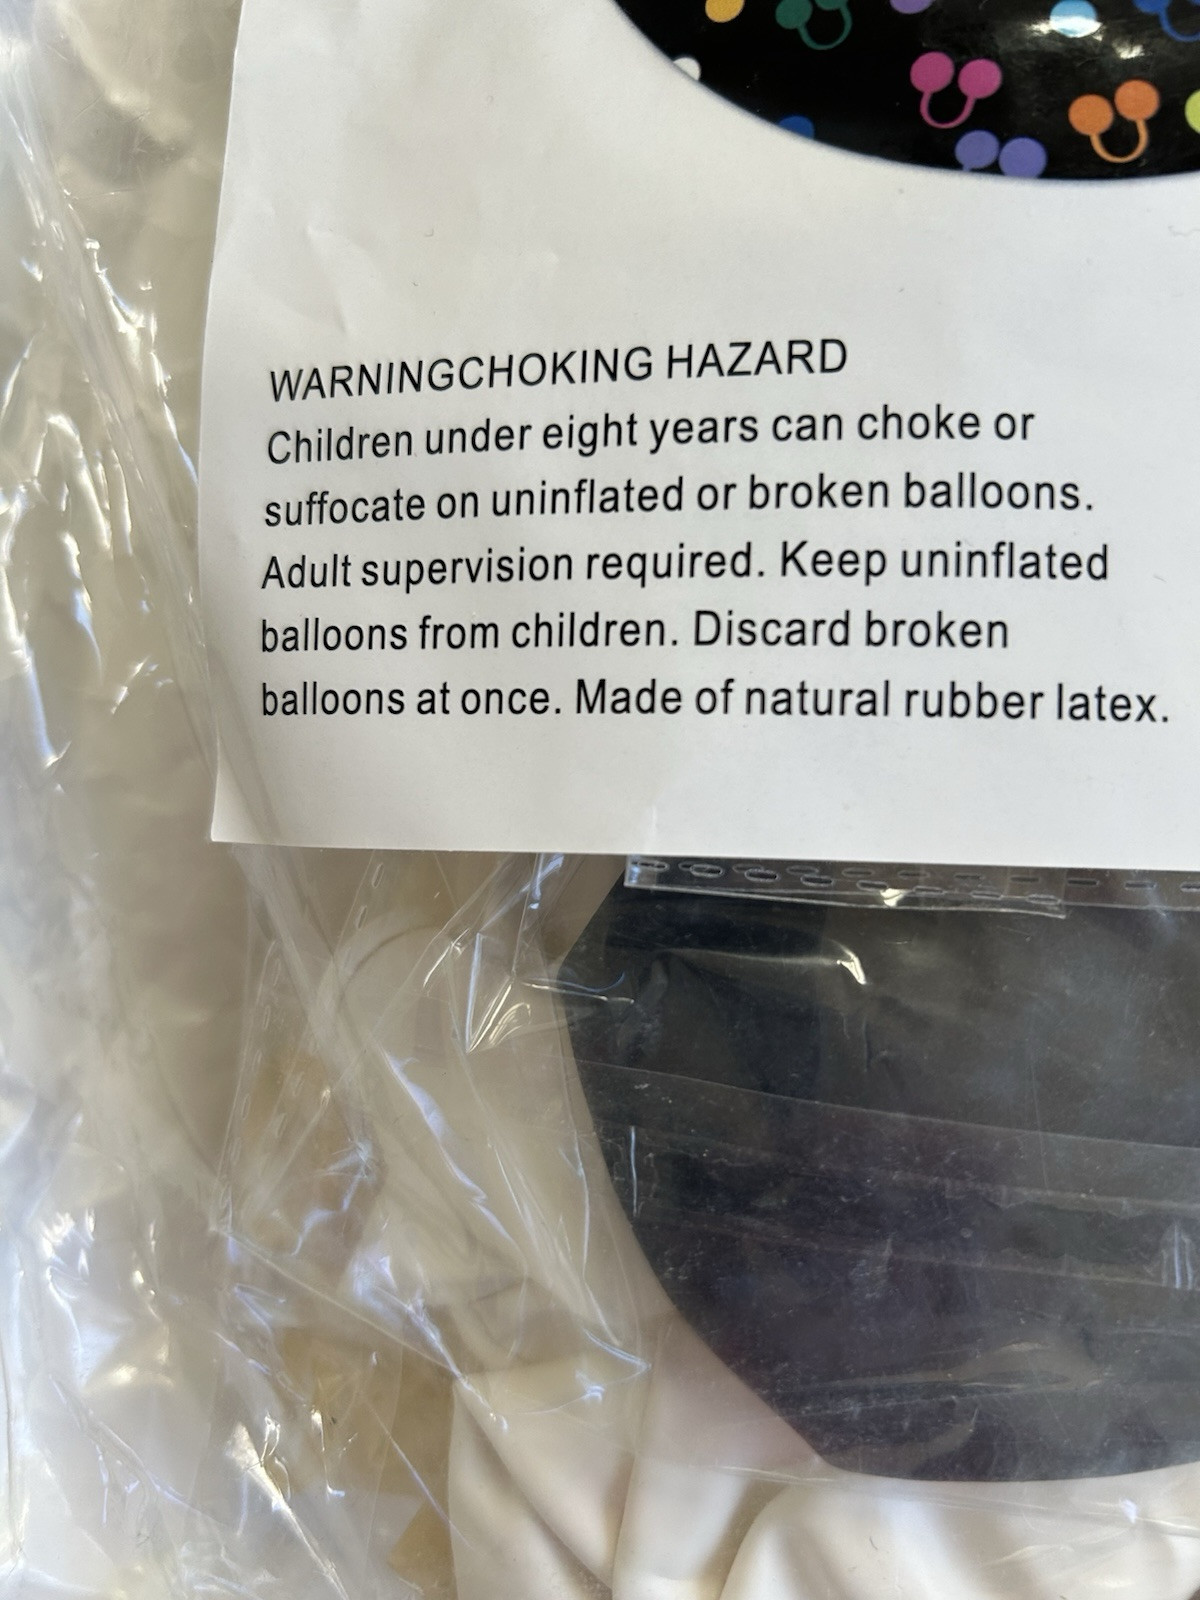 WARNINGCHOKING HAZARD
Children under eight years can choke or
suffocate on uninflated or broken balloons.
Adult supervision required. Keep uninflated
balloons from children. Discard broken
balloons at once. Made of natural rubber latex.